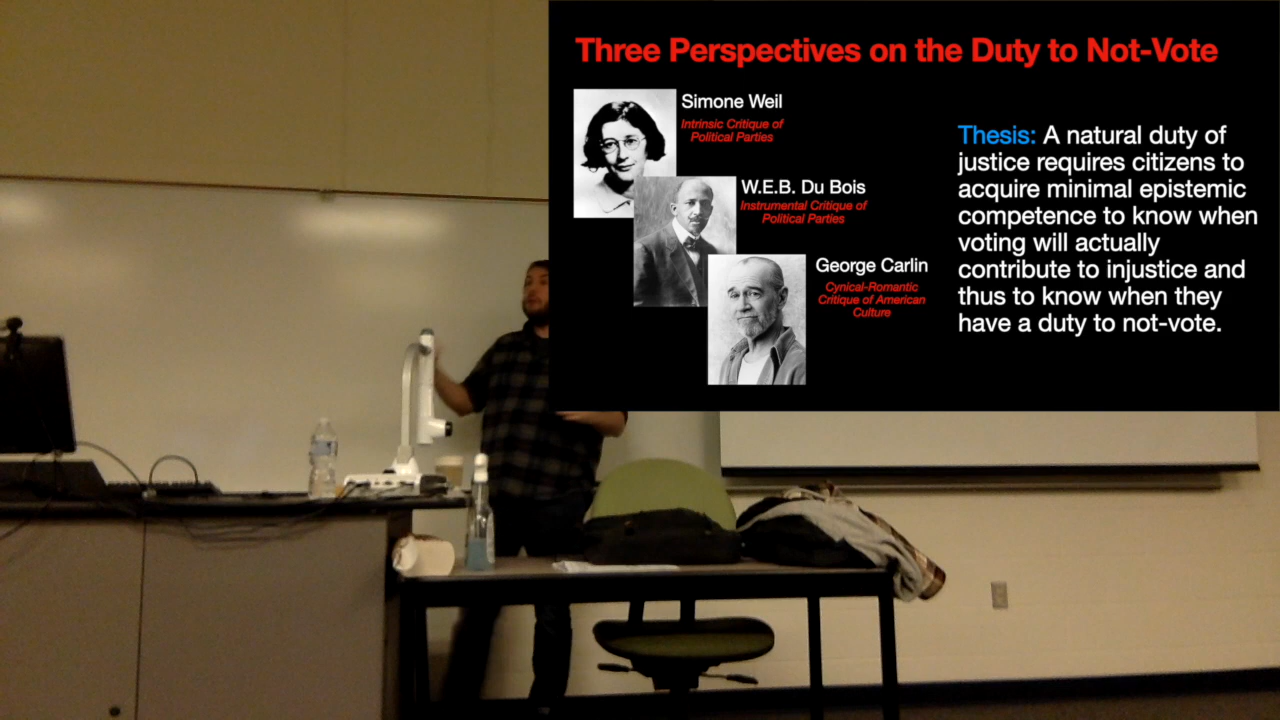 Three Perspectives on the Duty to Not-Vote
Simone Weil
Intrinsic Critique of
Political Parties
W.E.B. Du Bois
Instrumental Critique of
Political Parties
George Carlin
Cynical-Romantic
Critique of American
Culture
Thesis: A natural duty of
justice requires citizens to
acquire minimal epistemic
competence to know when
voting will actually
contribute to injustice and
thus to know when they
have a duty to not-vote.